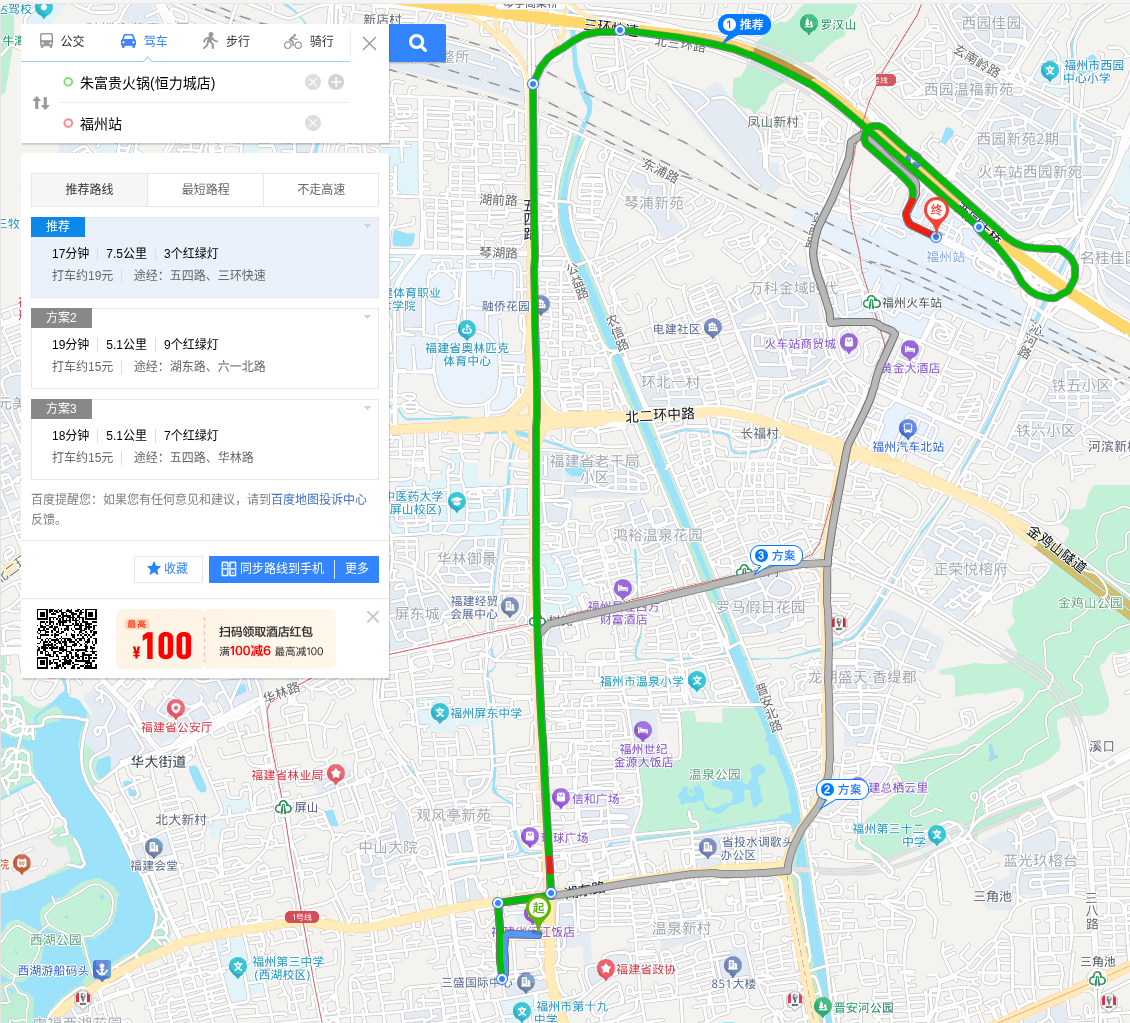 新店村
三环快速
北三环路
1 推荐
罗汉山
西园佳园
玄南岭路
福州市西园
中心小学
西园温福新苑
公交
驾车
步行
骑行
朱富贵火锅(恒力城店)
福州站
推荐路线
最短路程
不走高速
推荐
17分钟
7.5公里
3个红绿灯
打车约19元
途经：五四路、三环快速
方案2
19分钟
5.1公里
9个红绿灯
打车约15元
途经：湖东路、六一北路
方案3
18分钟
5.1公里
7个红绿灯
打车约15元
途经：五四路、华林路
百度提醒您：如果您有任何意见和建议，请到百度地图投诉中心
反馈。
收藏
同步路线到手机
更多
最高
¥100
扫码领取酒店红包
满100减6 最高减100
凤山新村
西园新苑2期
火车站西园新苑
东浦路
湖前路
琴浦新苑
五四路
琴湖路
终
福州站
名桂佳园
万科金域时代
福州火车站
融侨花园
农信路
电建社区
火车站商贸城
黄金大酒店
福建省奥林匹克
体育中心
环北一村
铁五小区
北二环中路
长福村
铁六小区
福州汽车北站
河滨新村
福建省老干局
小区
中医药大学
屏山校区)
鸿裕温泉花园
金鸡山隧道
华林御景
3 方案
正荣悦榕府
金鸡山公园
屏东城
福建经贸
会展中心
财富酒店
罗马假日花园
福州市温泉小学
龙湖盛天·香缇郡
晋安北路
华林路
福建省公安厅
福州屏东中学
福州世纪
金源大饭店
溪口
华大街道
福建省林业局
温泉公园
2 方案
屏山
信和广场
观风亭新苑
北大新村
环球广场
福州第三十二
中学
中山大院
省投水调歌头
办公区
蓝光玖榕台
福建会堂
湖东路
三角池
起
1号线
三八路
温泉新村
西湖公园
西湖游船码头
福州第三中学
(西湖校区)
三盛国际中心
福建省政协
851大楼
三角池
福州市第十九
中学
晋安河公园